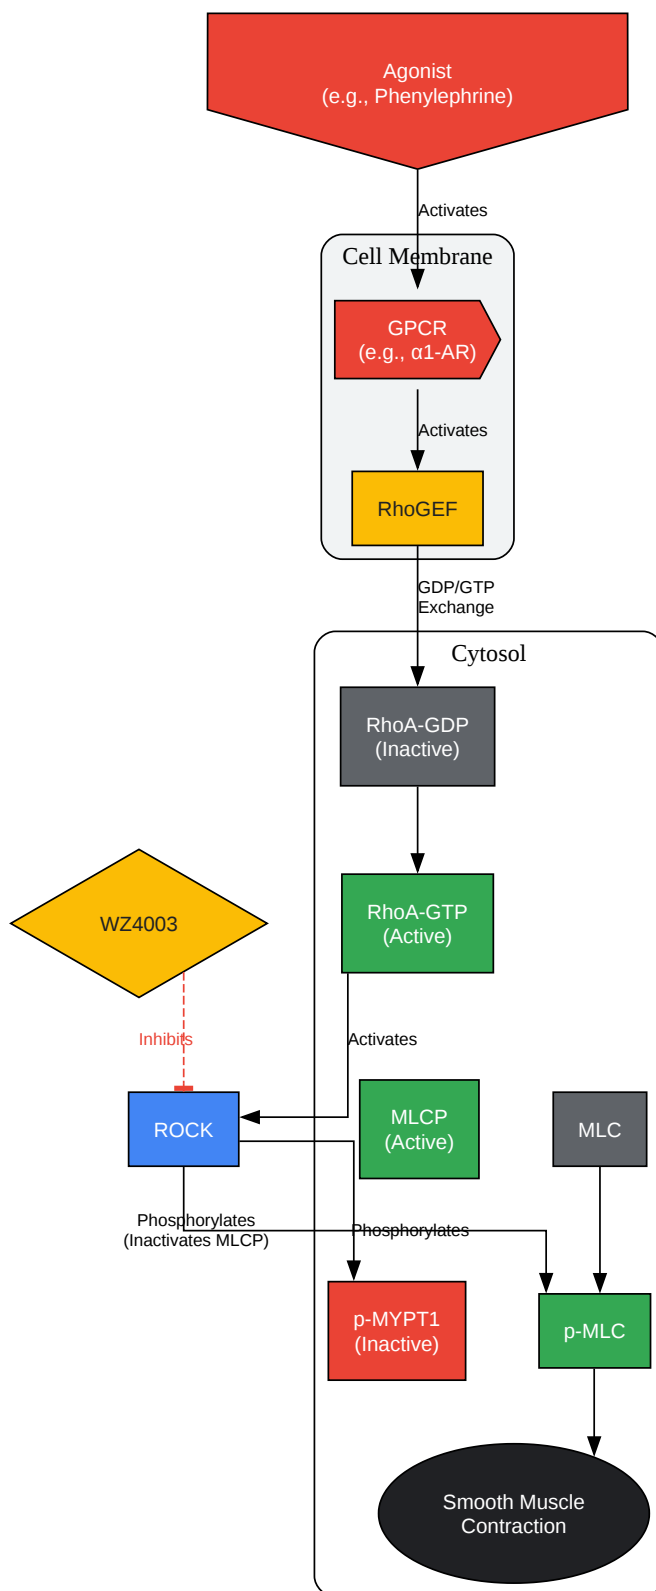 Agonist
(e.g., Phenylephrine)
Activates
Cell Membrane
GPCR
(e.g., α1-AR)
Activates
RhoGEF
GDP/GTP
Exchange
Cytosol
RhoA-GDP
(Inactive)
WZ4003
RhoA-GTP
(Active)
Inhibits
Activates
ROCK
MLCP
(Active)
MLC
Phosphorylates
(Inactivates MLCP)
Phosphorylates
p-MYPT1
(Inactive)
p-MLC
Smooth Muscle
Contraction